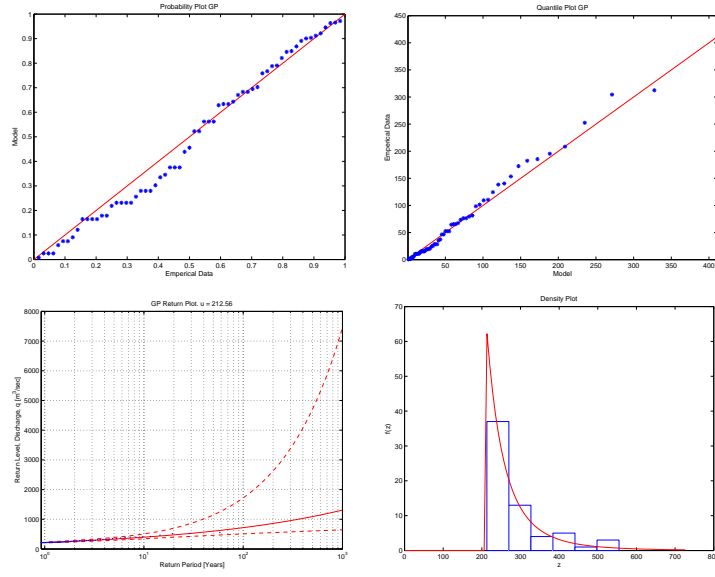 Probability Plot GP
1
0.9
0.8
0.7
0.6
0.5
0.4
0.3
0.2
0.1
0
Model
0 0.1 0.2 0.3 0.4 0.5 0.6 0.7 0.8 0.9 1
Emperical Data
Quantile Plot GP
450
400
350
300
250
200
150
100
50
0
Emperical Data
50 100 150 200 250 300 350 400
Model
GP Return Plot. u = 212.56
8000
7000
6000
5000
4000
3000
2000
1000
0
Return Level, Discharge, q [m³/sec]
10⁰ 10¹ 10² 10³
Return Period [Years]
Density Plot
70
60
50
40
30
20
10
0
f(z)
0 100 200 300 400 500 600 700 800
z